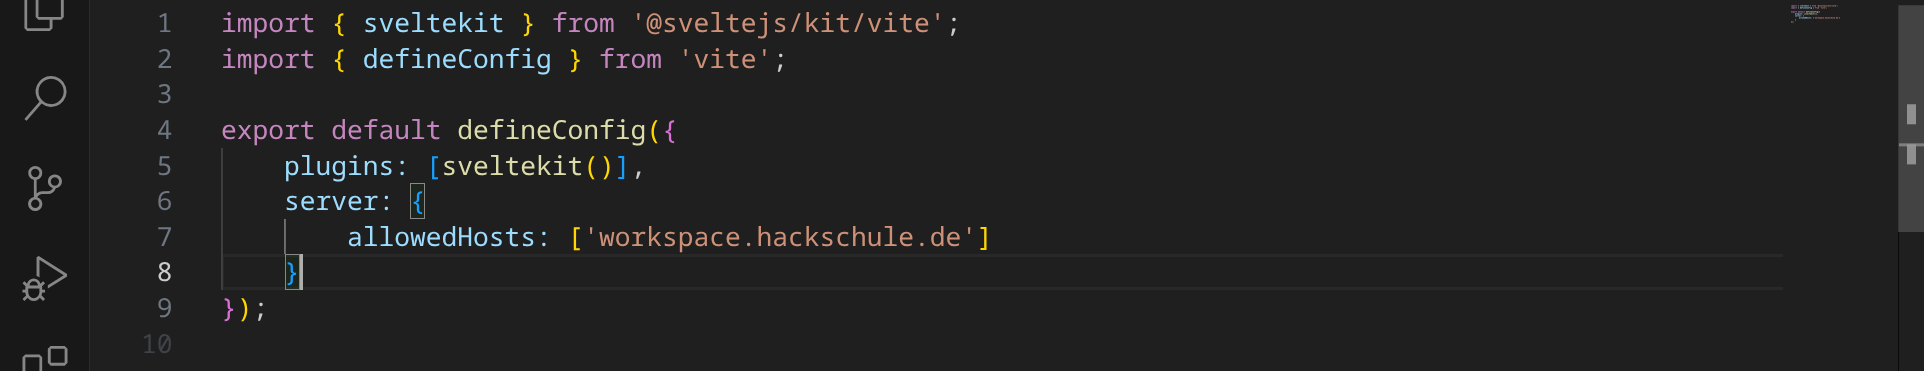 1 import { sveltekit } from '@sveltejs/kit/vite';
2 import { defineConfig } from 'vite';
3
4 export default defineConfig({
5     plugins: [sveltekit()],
6     server: {
7         allowedHosts: ['workspace.hackschule.de']
8     }
9 });
10